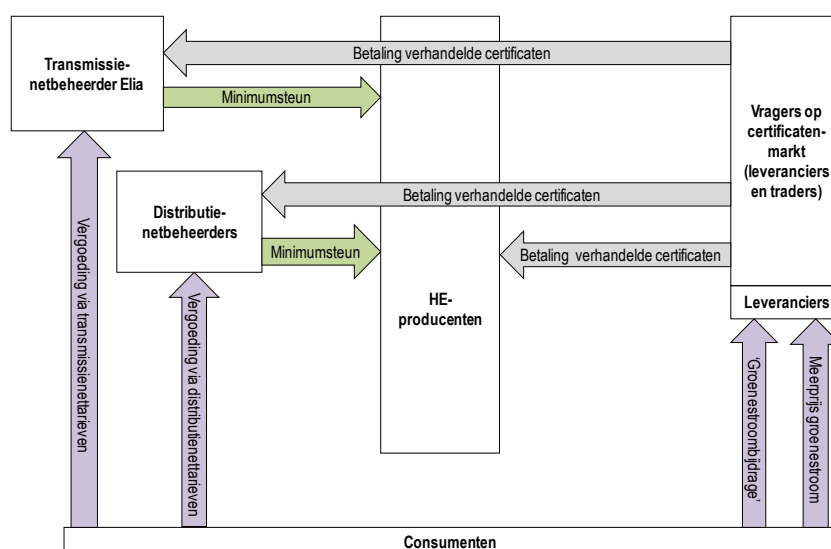 Transmissie-
netbeheerder Elia
Betaling verhandelde certificaten
Minimumsteun
Vragers op
certificaten-
markt
(leveranciers
en traders)
Distributie-
netbeheerders
Betaling verhandelde certificaten
Minimumsteun
Betaling verhandelde certificaten
HE-
producenten
Leveranciers
Vergoeding via transmissienettarieven
Vergoeding via distributienettarieven
‘Groenestroombijdrage’
Meerprijs groenestroom
Consumenten